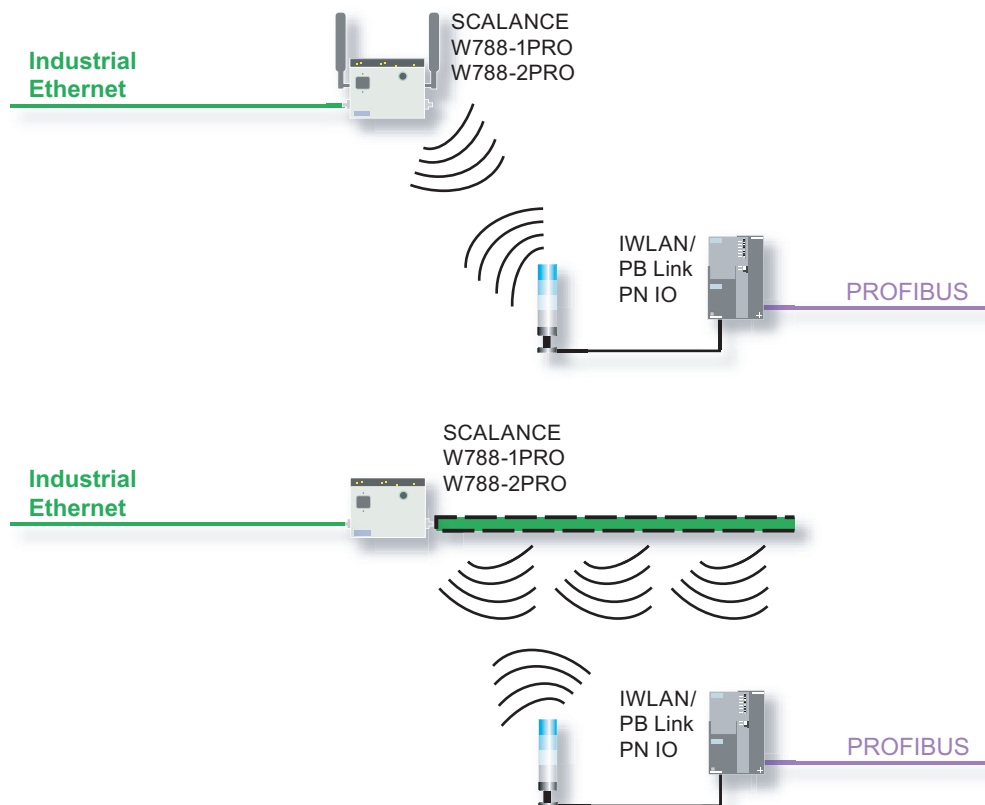 SCALANCE
W788-1PRO
W788-2PRO
Industrial
Ethernet
IWLAN/
PB Link
PN IO
PROFIBUS
SCALANCE
W788-1PRO
W788-2PRO
Industrial
Ethernet
IWLAN/
PB Link
PN IO
PROFIBUS